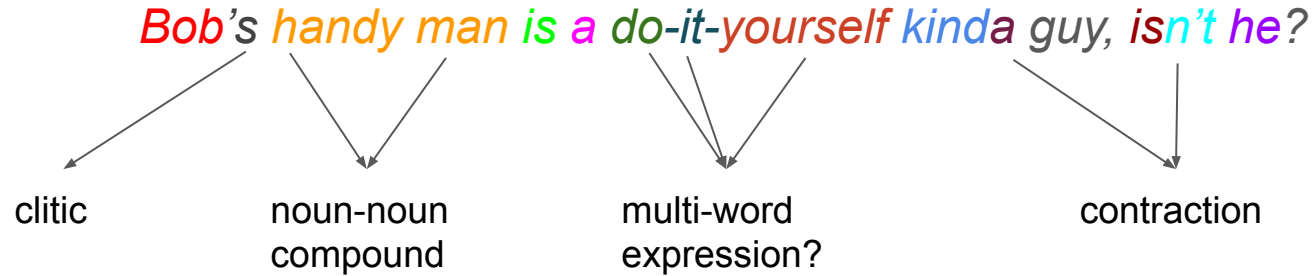 Bob’s handy man is a do-it-yourself kinda guy, isn’t he?
clitic
noun-noun
compound
multi-word
expression?
contraction